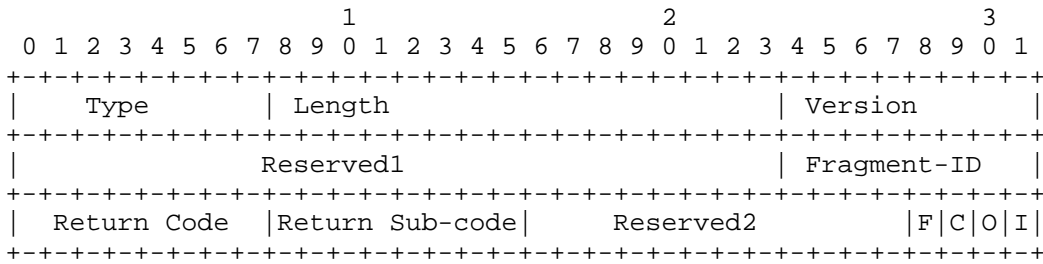 1                   2                   3
 0 1 2 3 4 5 6 7 8 9 0 1 2 3 4 5 6 7 8 9 0 1 2 3 4 5 6 7 8 9 0 1
+-+-+-+-+-+-+-+-+-+-+-+-+-+-+-+-+-+-+-+-+-+-+-+-+-+-+-+-+-+-+-+-+
|    Type       | Length                        | Version       |
+-+-+-+-+-+-+-+-+-+-+-+-+-+-+-+-+-+-+-+-+-+-+-+-+-+-+-+-+-+-+-+-+
|               Reserved1                       | Fragment-ID   |
+-+-+-+-+-+-+-+-+-+-+-+-+-+-+-+-+-+-+-+-+-+-+-+-+-+-+-+-+-+-+-+-+
|  Return Code  |Return Sub-code|     Reserved2         |F|C|O|I|
+-+-+-+-+-+-+-+-+-+-+-+-+-+-+-+-+-+-+-+-+-+-+-+-+-+-+-+-+-+-+-+-+